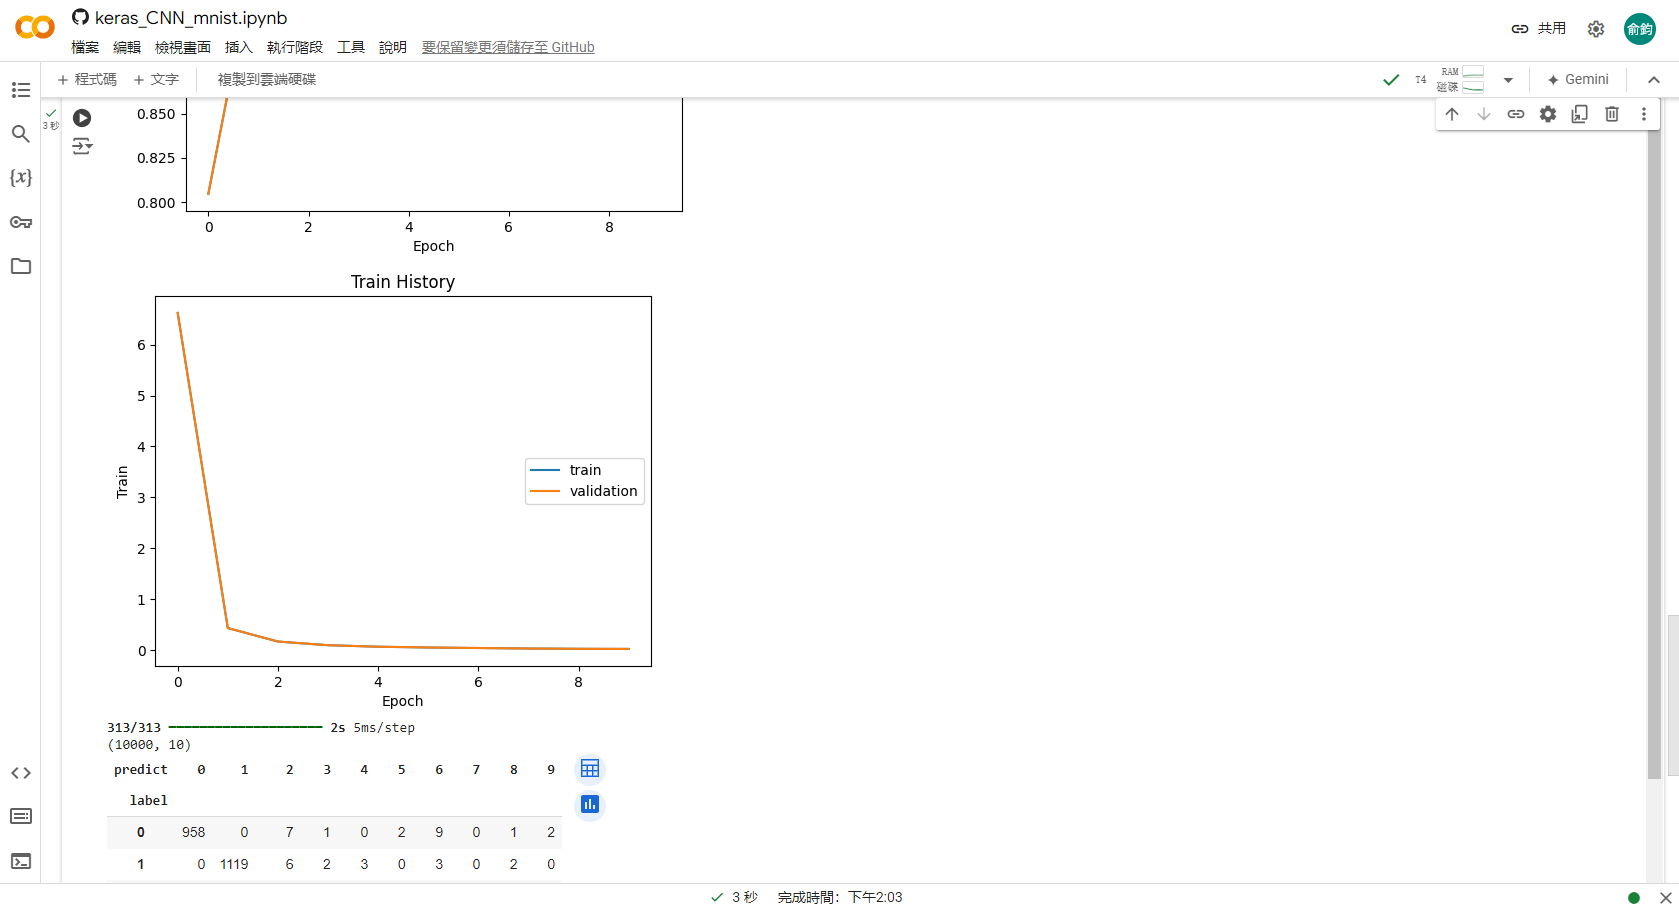 keras_CNN_mnist.ipynb
檔案 編輯 檢視畫面 插入 執行階段 工具 說明 要保留變更須儲存至 GitHub
共用
俞鈞
+ 程式碼 + 文字 複製到雲端硬碟
T4 RAM 磁碟 Gemini
{x}
3 秒
0.850
0.825
0.800
0 2 4 6 8
Epoch
Train History
6
5
4
3
2
1
0
Train
train
validation
0 2 4 6 8
Epoch
313/313 2s 5ms/step
(10000, 10)
predict 0 1 2 3 4 5 6 7 8 9
label
0 958 0 7 1 0 2 9 0 1 2
1 0 1119 6 2 3 0 3 0 2 0
3 秒 完成時間：下午2:03